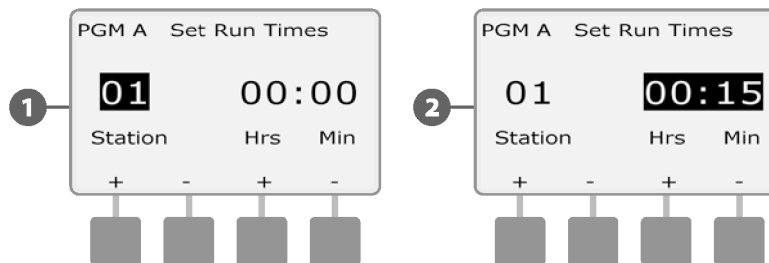 1
PGM A Set Run Times
01 00:00
Station Hrs Min
+ - + -
2
PGM A Set Run Times
01 00:15
Station Hrs Min
+ - + -